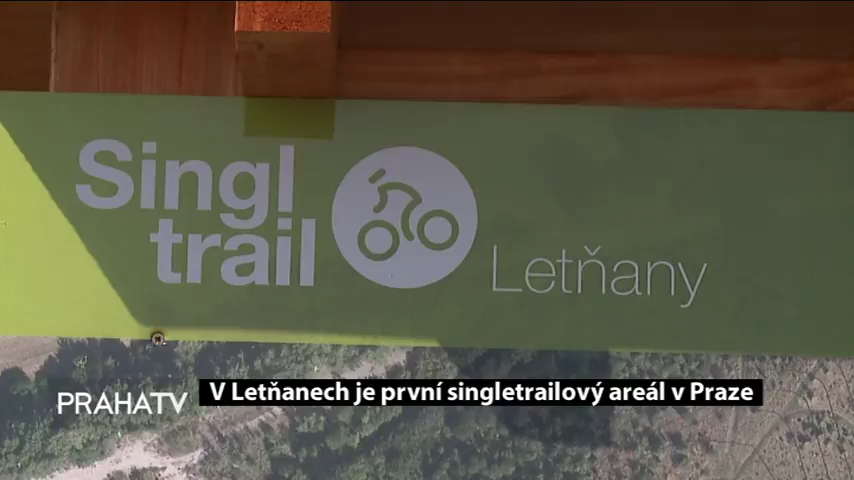 Singl
trail
Letňany
PRAHATV
V Letňanech je první singletrailový areál v Praze